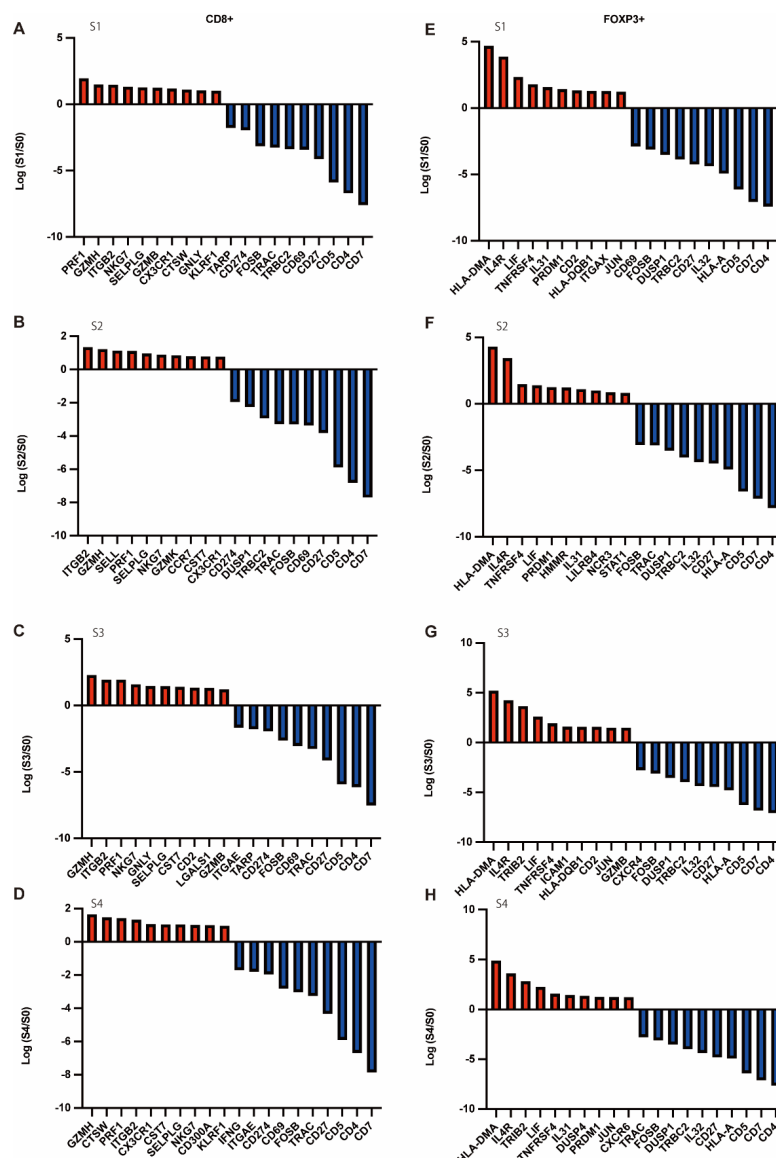 CD8+
FOXP3+
A
S1
5
0
-5
-10
Log (S1/S0)
PRF1
GZMH
ITGB2
NKG7
SELPLG
GZMB
CX3CR1
CTSW
GNLY
KLRF1
TARP
CD274
FOSB
TRAC
TRBC2
CD69
CD27
CD5
CD4
CD7
E
S1
5
0
-5
-10
Log (S1/S0)
HLA-DMA
IL4R
LIF
TNFRSF4
IL31
PRDM1
CD2
HLA-DQB1
ITGAX
JUN
CD69
FOSB
DUSP1
TRBC2
CD27
IL32
HLA-A
CD5
CD7
CD4
B
S2
2
0
-2
-4
-6
-8
-10
Log (S2/S0)
ITGB2
GZMH
SELL
PRF1
SELPLG
NKG7
GZMK
CCR7
CST7
CX3CR1
CD274
DUSP1
TRBC2
TRAC
FOSB
CD69
CD27
CD5
CD4
CD7
F
S2
5
0
-5
-10
Log (S2/S0)
HLA-DMA
IL4R
TNFRSF4
LIF
PRDM1
HMMR
IL31
LILRB4
NCR3
STAT1
FOSB
TRAC
DUSP1
TRBC2
IL32
CD27
HLA-A
CD5
CD7
CD4
C
S3
5
0
-5
-10
Log (S3/S0)
GZMH
ITGB2
PRF1
NKG7
GNLY
SELPLG
CST7
CD2
LGALS1
GZMB
ITGAE
TARP
CD274
FOSB
CD69
TRAC
CD27
CD5
CD4
CD7
G
S3
10
5
0
-5
-10
Log (S3/S0)
HLA-DMA
IL4R
TRIB2
LIF
TNFRSF4
ICAM1
HLA-DQB1
CD2
JUN
GZMB
CXCR4
FOSB
DUSP1
TRBC2
IL32
CD27
HLA-A
CD5
CD7
CD4
D
S4
2
0
-2
-4
-6
-8
-10
Log (S4/S0)
GZMH
CTSW
PRF1
ITGB2
CX3CR1
CST7
SELPLG
NKG7
CD300A
KLRF1
IFNG
ITGAE
CD274
CD69
FOSB
TRAC
CD27
CD5
CD4
CD7
H
S4
10
5
0
-5
-10
Log (S4/S0)
HLA-DMA
IL4R
TRIB2
LIF
TNFRSF4
IL31
DUSP4
PRDM1
JUN
CXCR6
TRAC
FOSB
DUSP1
TRBC2
IL32
CD27
HLA-A
CD5
CD7
CD4